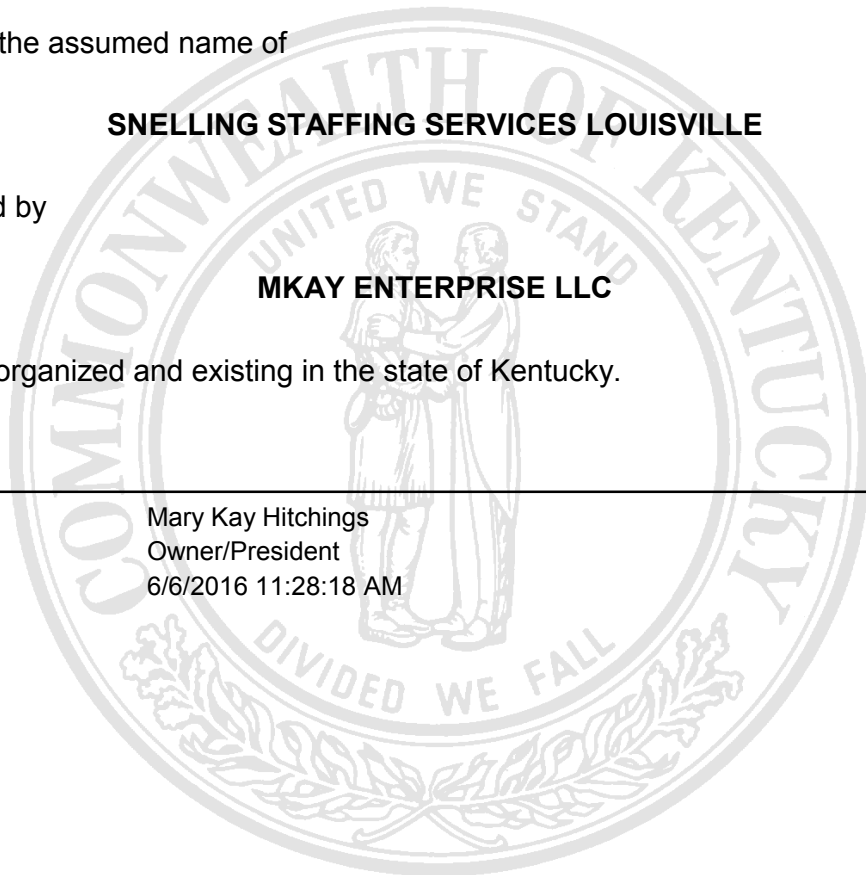 the assumed name of
SNELLING STAFFING SERVICES LOUISVILLE
d by
MKAY ENTERPRISE LLC
organized and existing in the state of Kentucky.
Mary Kay Hitchings
Owner/President
6/6/2016 11:28:18 AM
COMMONWEALTH OF KENTUCKY
UNITED WE STAND
DIVIDED WE FALL